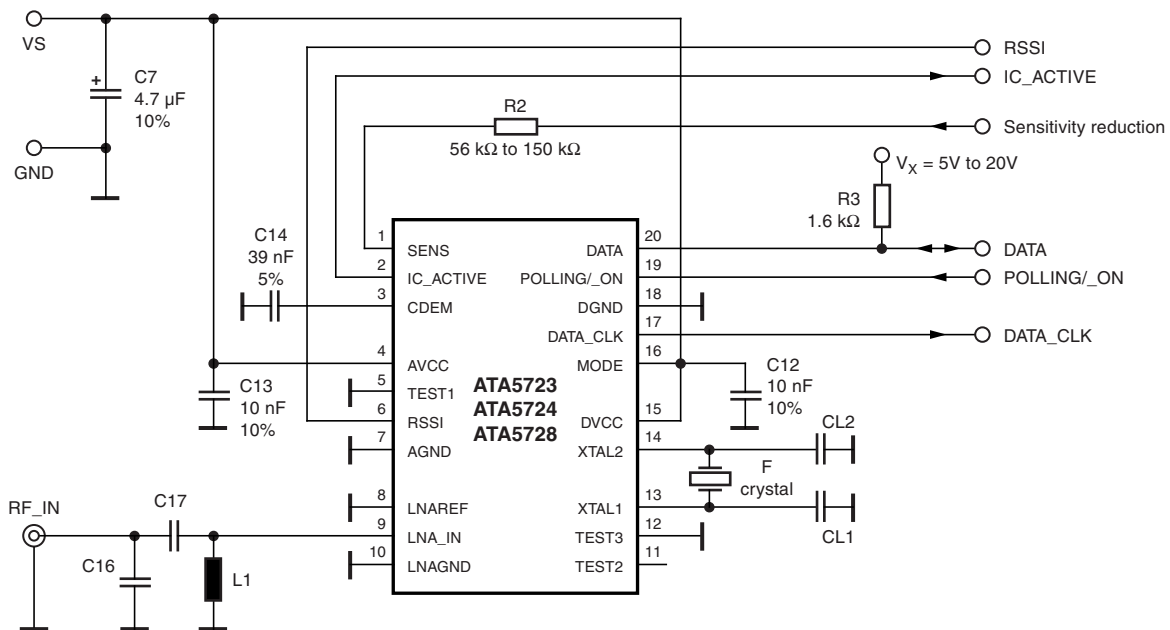 VS
GND
+
C7
4.7 µF
10%
RSSI
IC_ACTIVE
R2
56 kΩ to 150 kΩ
Sensitivity reduction
VX = 5V to 20V
R3
1.6 kΩ
C14
39 nF
5%
1 SENS DATA 20 DATA
2 IC_ACTIVE POLLING/_ON 19 POLLING/_ON
3 CDEM DGND 18
DATA_CLK 17 DATA_CLK
4 AVCC MODE 16
5 TEST1
6 RSSI DVCC 15
7 AGND XTAL2 14
8 LNAREF XTAL1 13
9 LNA_IN TEST3 12
10 LNAGND TEST2 11
ATA5723
ATA5724
ATA5728
C13
10 nF
10%
C12
10 nF
10%
CL2
F
crystal
CL1
RF_IN
C17
C16
L1